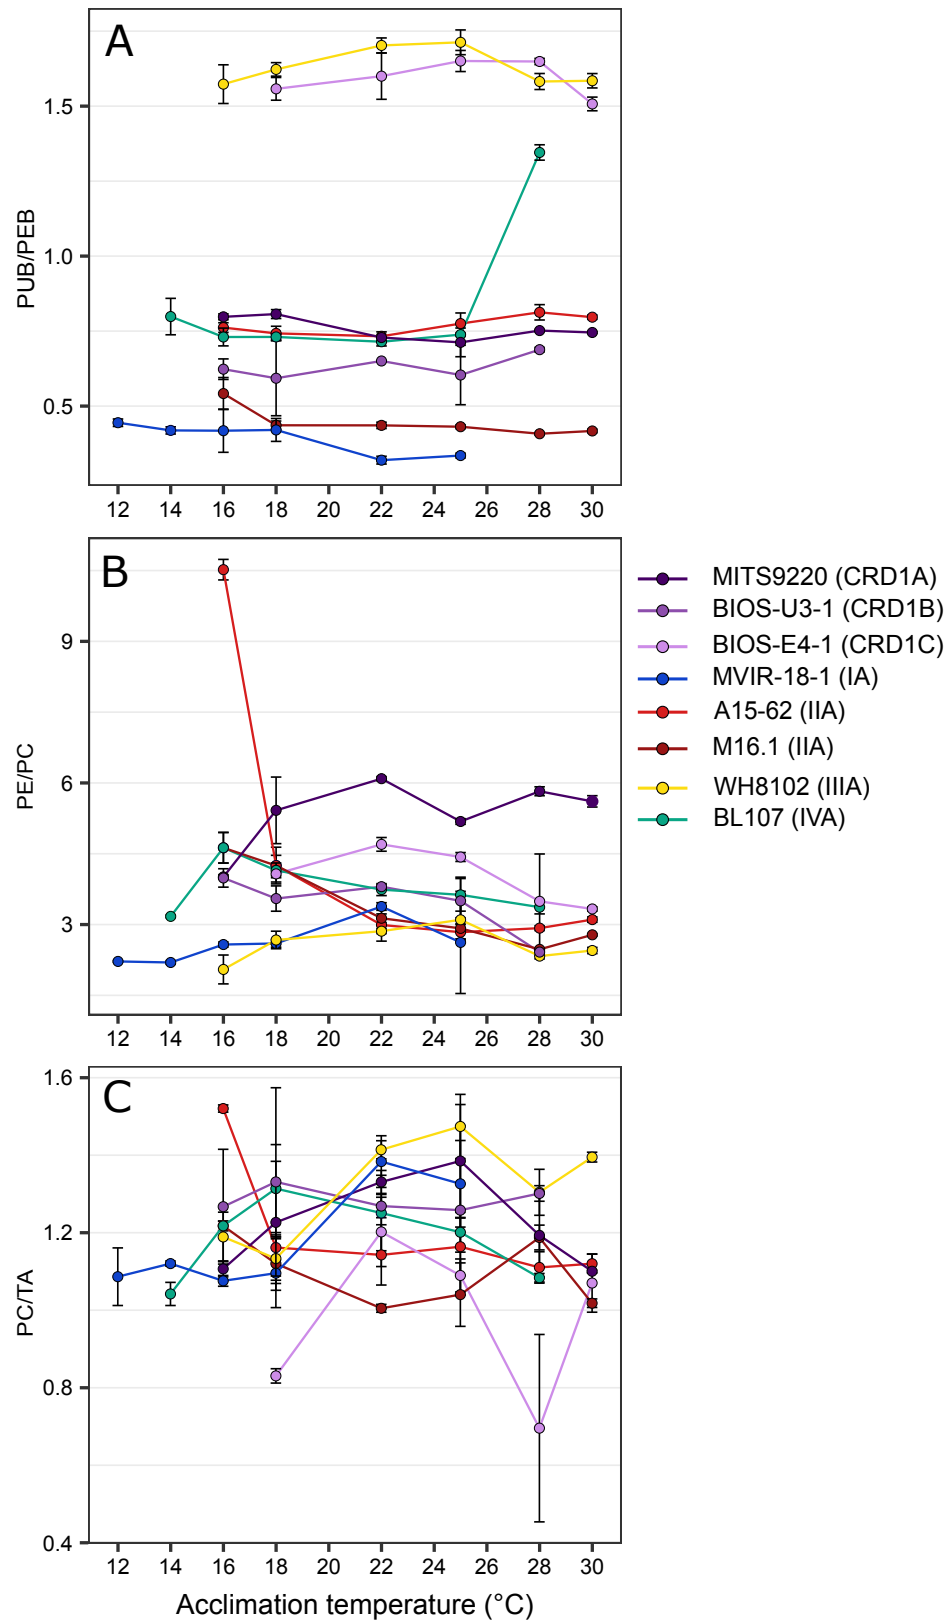 A
PUB/PEB
1.5
1.0
0.5
12 14 16 18 20 22 24 26 28 30
B
PE/PC
9
6
3
12 14 16 18 20 22 24 26 28 30
MITS9220 (CRD1A)
BIOS-U3-1 (CRD1B)
BIOS-E4-1 (CRD1C)
MVIR-18-1 (IA)
A15-62 (IIA)
M16.1 (IIA)
WH8102 (IIIA)
BL107 (IVA)
C
PC/TA
1.6
1.2
0.8
0.4
12 14 16 18 20 22 24 26 28 30
Acclimation temperature (°C)